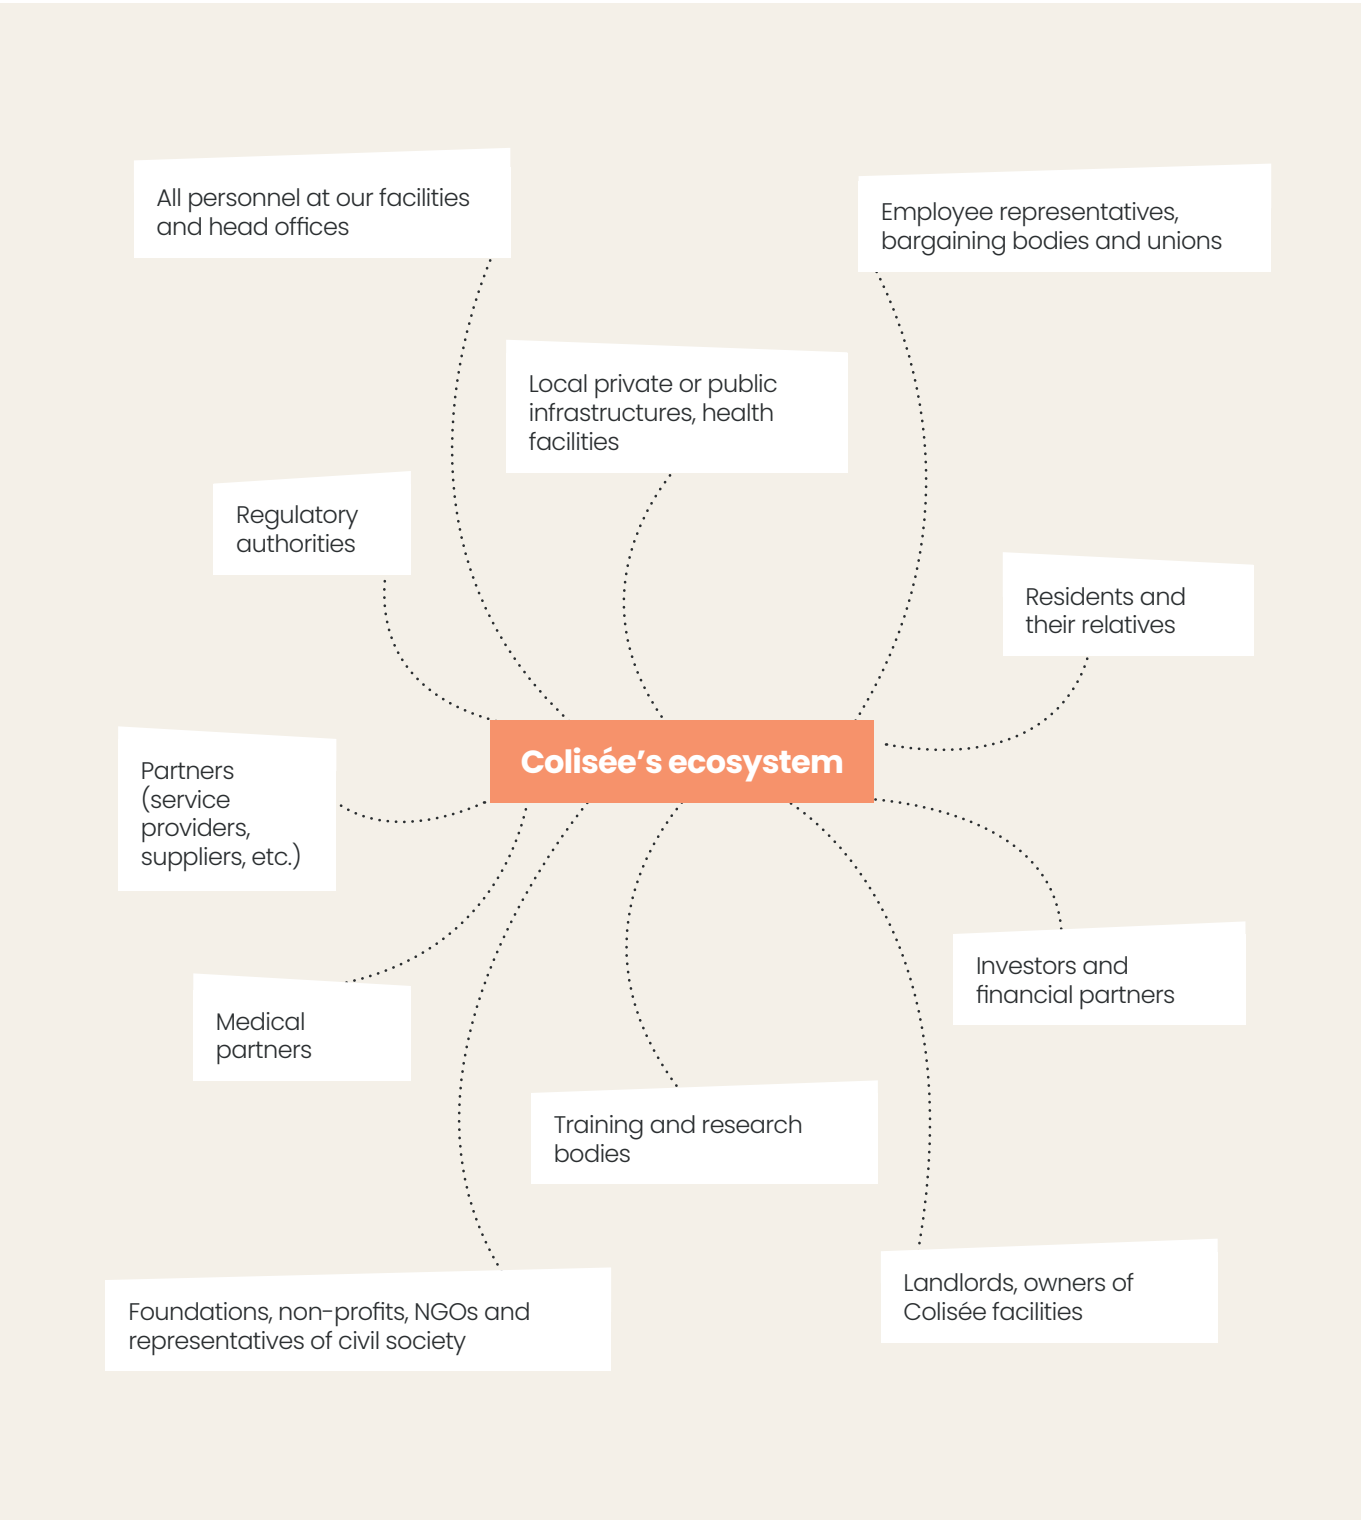 All personnel at our facilities
and head offices
Employee representatives,
bargaining bodies and unions
Local private or public
infrastructures, health
facilities
Regulatory
authorities
Residents and
their relatives
Colisée’s ecosystem
Partners
(service
providers,
suppliers, etc.)
Investors and
financial partners
Medical
partners
Training and research
bodies
Landlords, owners of
Colisée facilities
Foundations, non-profits, NGOs and
representatives of civil society